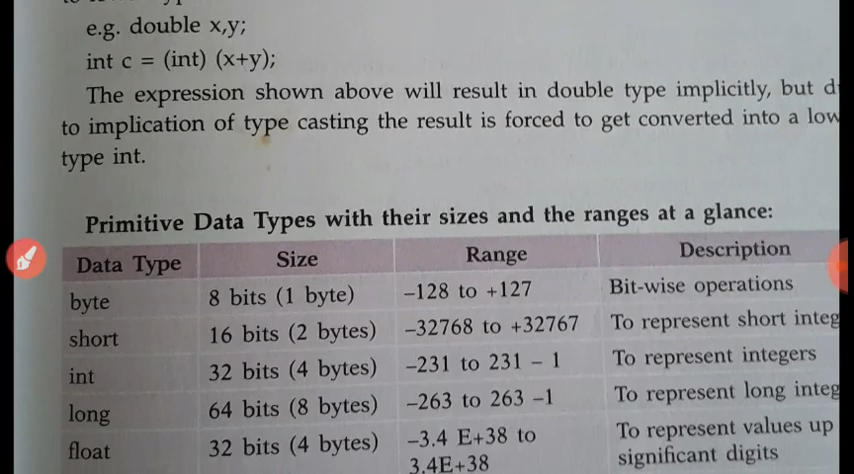 e.g. double x,y;
int c = (int) (x+y);
The expression shown above will result in double type implicitly, but
to implication of type casting the result is forced to get converted into a
type int.
Primitive Data Types with their sizes and the ranges at a glance:
Data Type Size Range Description
byte 8 bits (1 byte) –128 to +127 Bit-wise operations
short 16 bits (2 bytes) –32768 to +32767 To represent short
int 32 bits (4 bytes) –231 to 231 – 1 To represent integers
long 64 bits (8 bytes) –263 to 263 –1 To represent long
float 32 bits (4 bytes) –3.4 E+38 to To represent values up
3.4E+38 significant digits